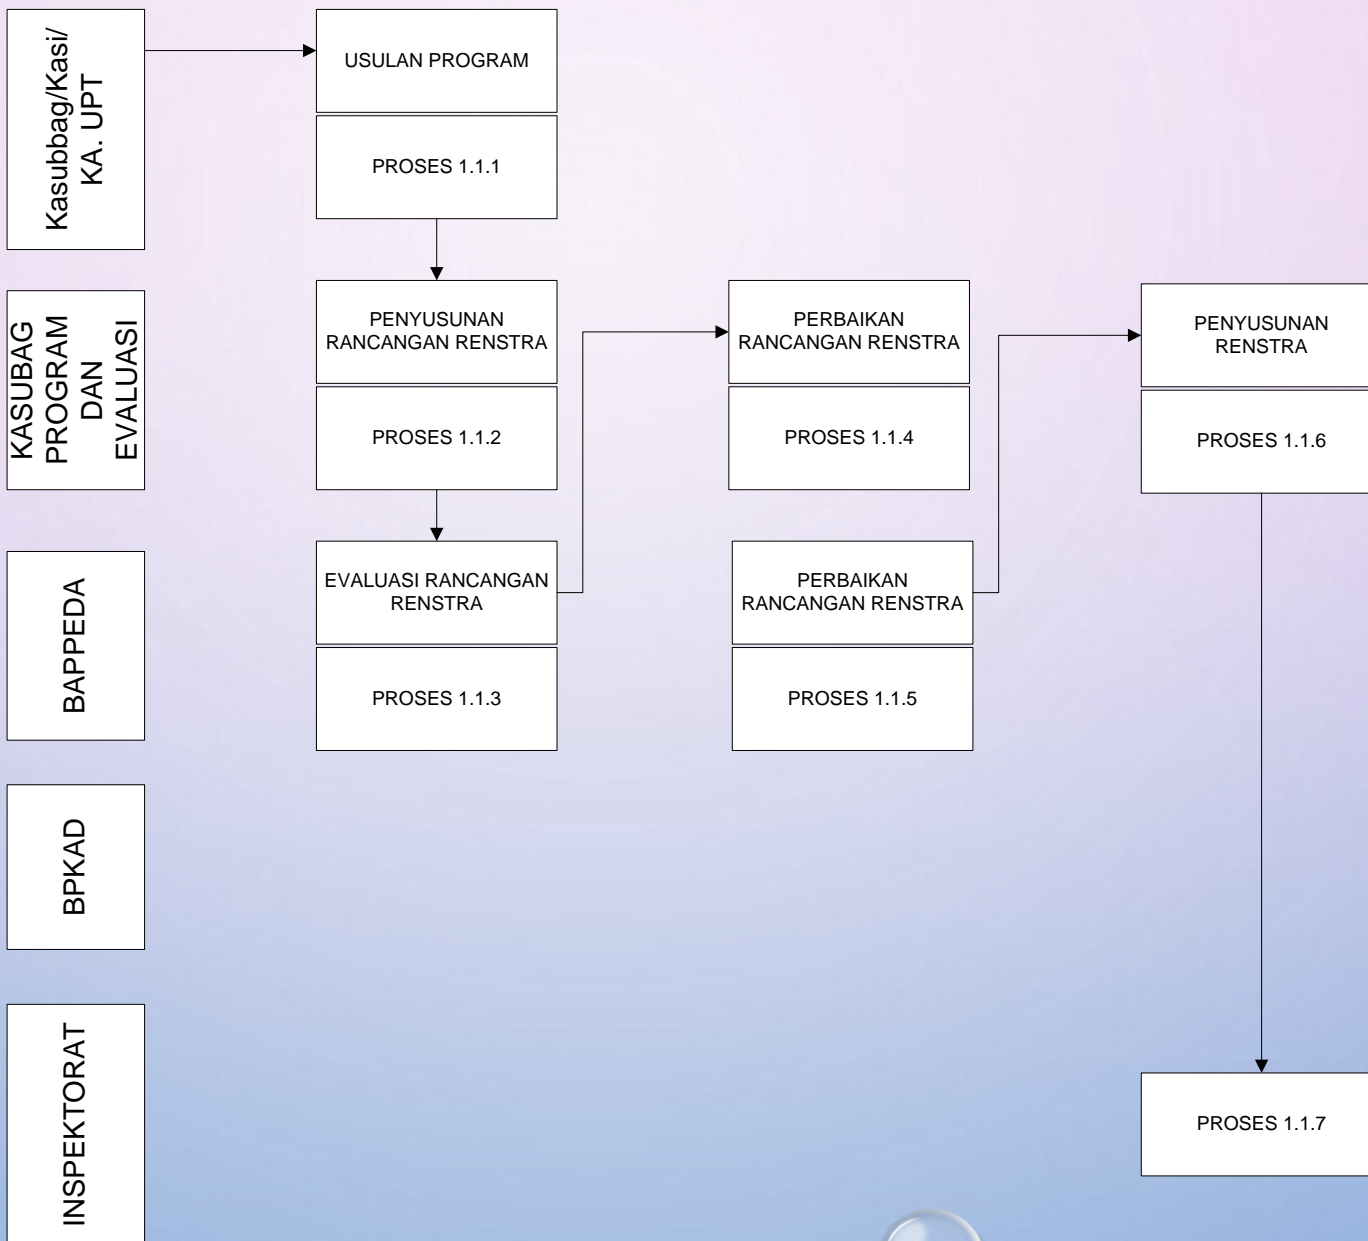 Kasubbag/Kasi/
KA. UPT
USULAN PROGRAM
PROSES 1.1.1
KASUBAG
PROGRAM
DAN
EVALUASI
PENYUSUNAN
RANCANGAN RENSTRA
PROSES 1.1.2
PERBAIKAN
RANCANGAN RENSTRA
PROSES 1.1.4
PENYUSUNAN
RENSTRA
PROSES 1.1.6
BAPPEDA
EVALUASI RANCANGAN
RENSTRA
PROSES 1.1.3
PERBAIKAN
RANCANGAN RENSTRA
PROSES 1.1.5
BPKAD
INSPEKTORAT
PROSES 1.1.7